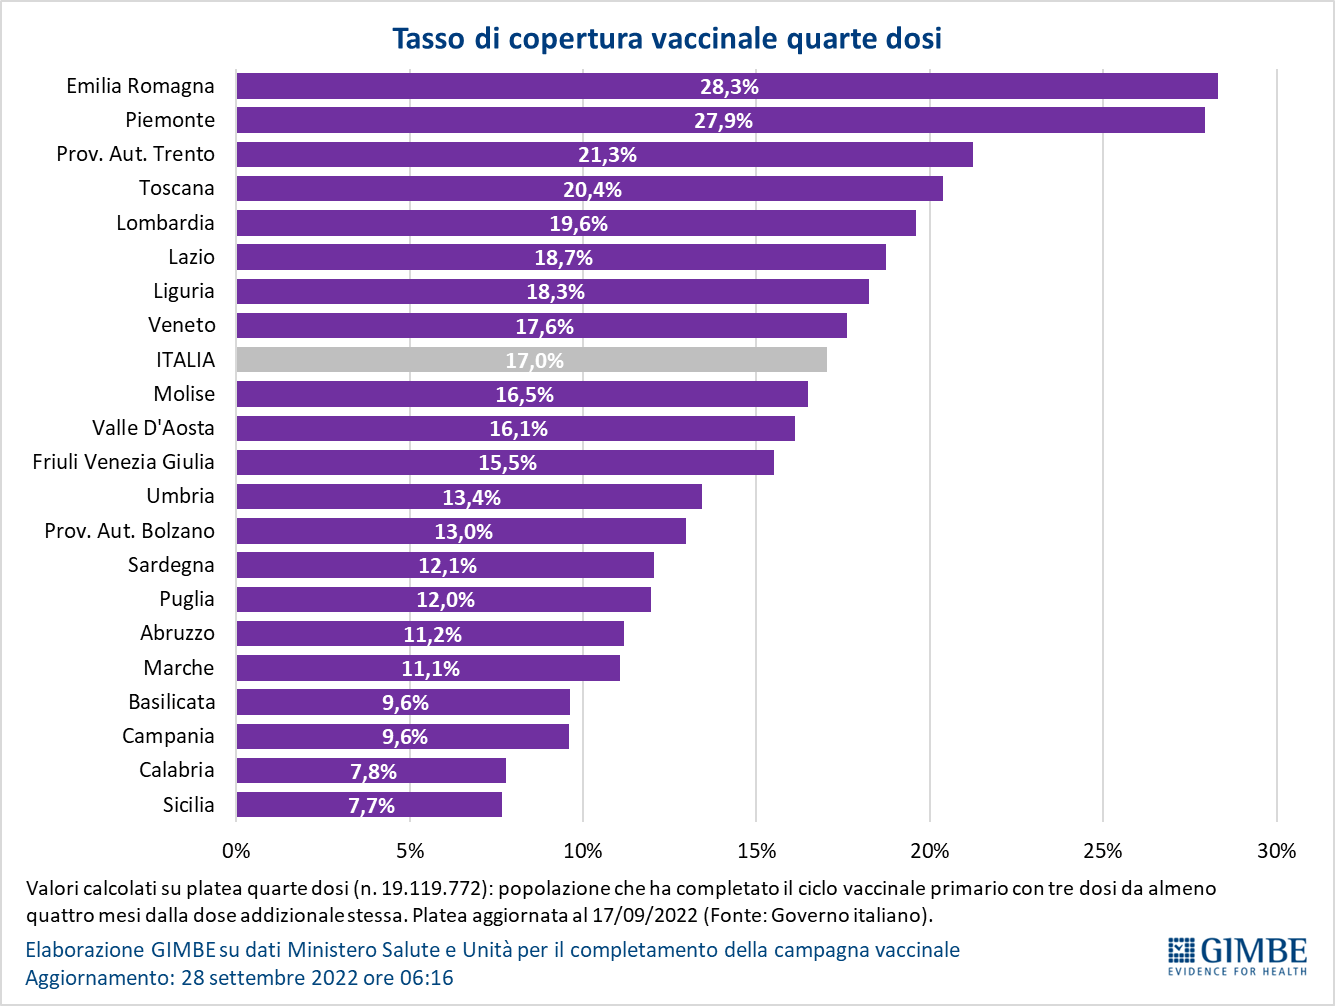 Tasso di copertura vaccinale quarte dosi
Emilia Romagna 28,3%
Piemonte 27,9%
Prov. Aut. Trento 21,3%
Toscana 20,4%
Lombardia 19,6%
Lazio 18,7%
Liguria 18,3%
Veneto 17,6%
ITALIA 17,0%
Molise 16,5%
Valle D'Aosta 16,1%
Friuli Venezia Giulia 15,5%
Umbria 13,4%
Prov. Aut. Bolzano 13,0%
Sardegna 12,1%
Puglia 12,0%
Abruzzo 11,2%
Marche 11,1%
Basilicata 9,6%
Campania 9,6%
Calabria 7,8%
Sicilia 7,7%
0% 5% 10% 15% 20% 25% 30%
Valori calcolati su platea quarte dosi (n. 19.119.772): popolazione che ha completato il ciclo vaccinale primario con tre dosi da almeno
quattro mesi dalla dose addizionale stessa. Platea aggiornata al 17/09/2022 (Fonte: Governo italiano).
Elaborazione GIMBE su dati Ministero Salute e Unità per il completamento della campagna vaccinale
Aggiornamento: 28 settembre 2022 ore 06:16
GIMBE
EVIDENCE FOR HEALTH